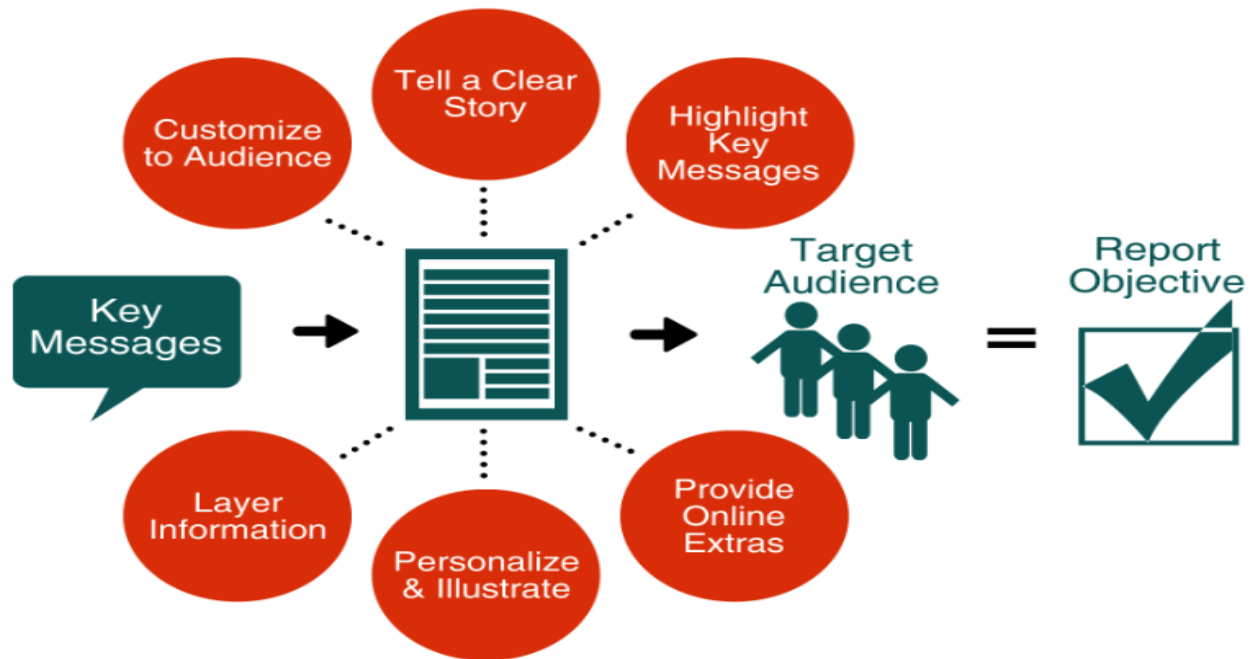 Tell a Clear
Story
Customize
to Audience
Highlight
Key
Messages
Key
Messages
Target
Audience
Report
Objective
Layer
Information
Personalize
& Illustrate
Provide
Online
Extras
=